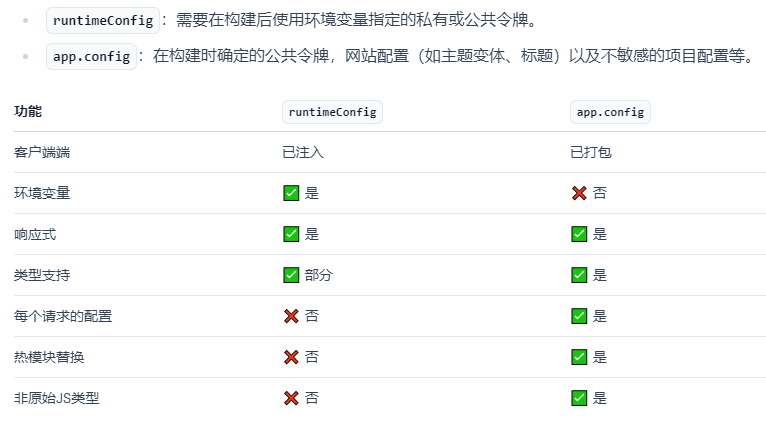 runtimeConfig：需要在构建后使用环境变量指定的私有或公共令牌。
app.config：在构建时确定的公共令牌，网站配置（如主题变体、标题）以及不敏感的项目配置等。
功能 runtimeConfig app.config
客户端端 已注入 已打包
环境变量 ✅ 是 ❌ 否
响应式 ✅ 是 ✅ 是
类型支持 ✅ 部分 ✅ 是
每个请求的配置 ❌ 否 ✅ 是
热模块替换 ❌ 否 ✅ 是
非原始JS类型 ❌ 否 ✅ 是